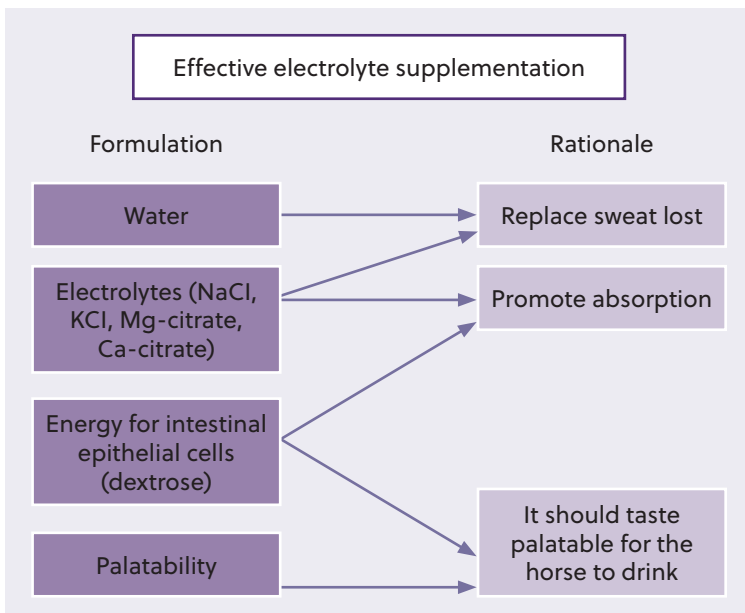 Effective electrolyte supplementation
Formulation
Rationale
Water
Replace sweat lost
Electrolytes (NaCl,
KCl, Mg-citrate,
Ca-citrate)
Promote absorption
Energy for intestinal
epithelial cells
(dextrose)
Palatability
It should taste
palatable for the
horse to drink